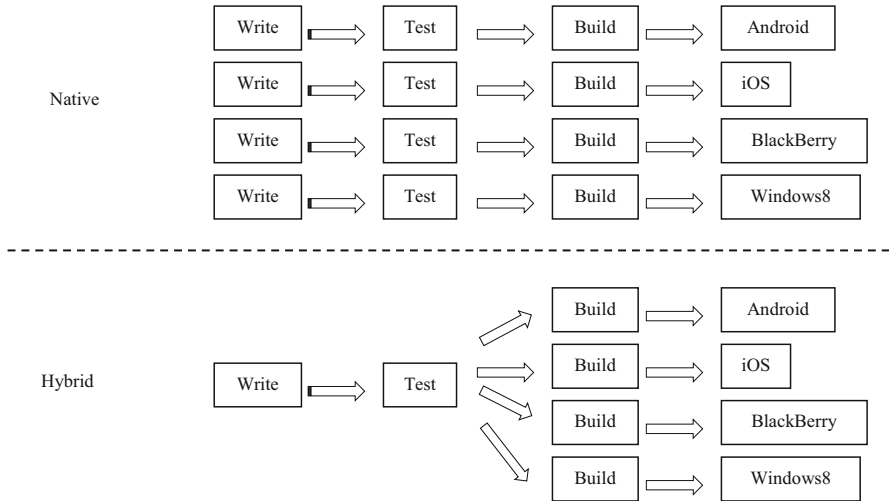 Write Test Build Android
Write Test Build iOS
Native
Write Test Build BlackBerry
Write Test Build Windows8
Build Android
Build iOS
Hybrid Write Test
Build BlackBerry
Build Windows8